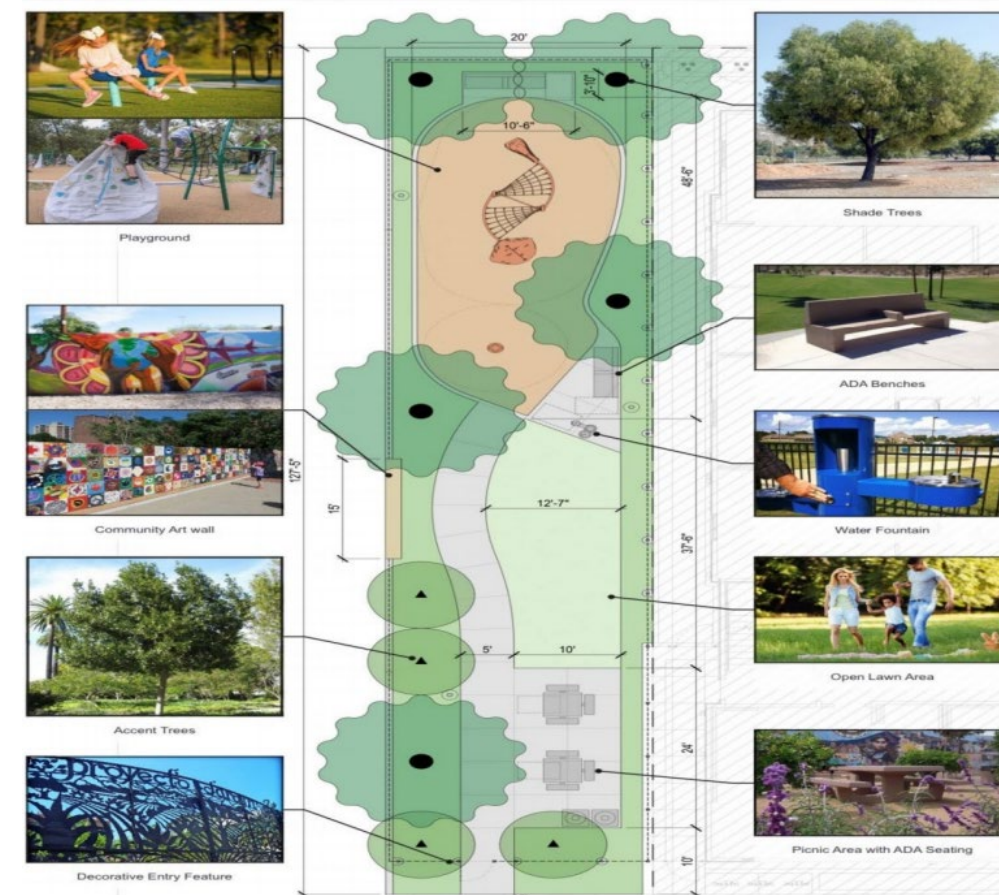 Playground
Community Art wall
Accent Trees
Proyecto
Decorative Entry Feature
20'
3'-10"
10'-6"
48'-6"
127'-5"
15'
12'-7"
37'-6"
5'
10'
24'
10'
Shade Trees
ADA Benches
Water Fountain
Open Lawn Area
Picnic Area with ADA Seating